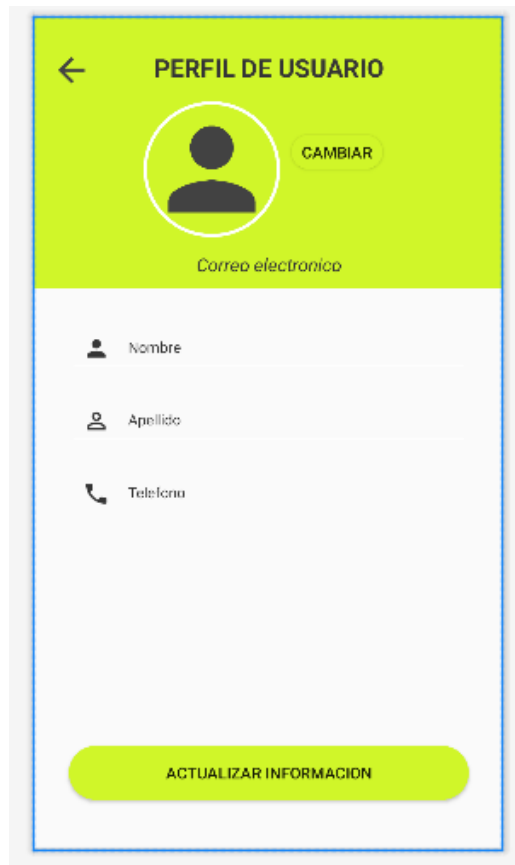 PERFIL DE USUARIO
CAMBIAR
Correo electronico
Nombre
Apellido
Telefono
ACTUALIZAR INFORMACION